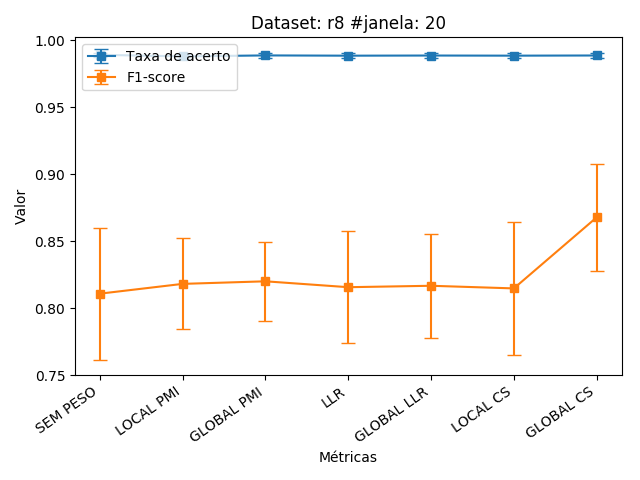 Dataset: r8 #janela: 20
Taxa de acerto
F1-score
1.00
0.95
0.90
0.85
0.80
0.75
Valor
SEM PESO
LOCAL PMI
GLOBAL PMI
LLR
GLOBAL LLR
LOCAL CS
GLOBAL CS
Métricas